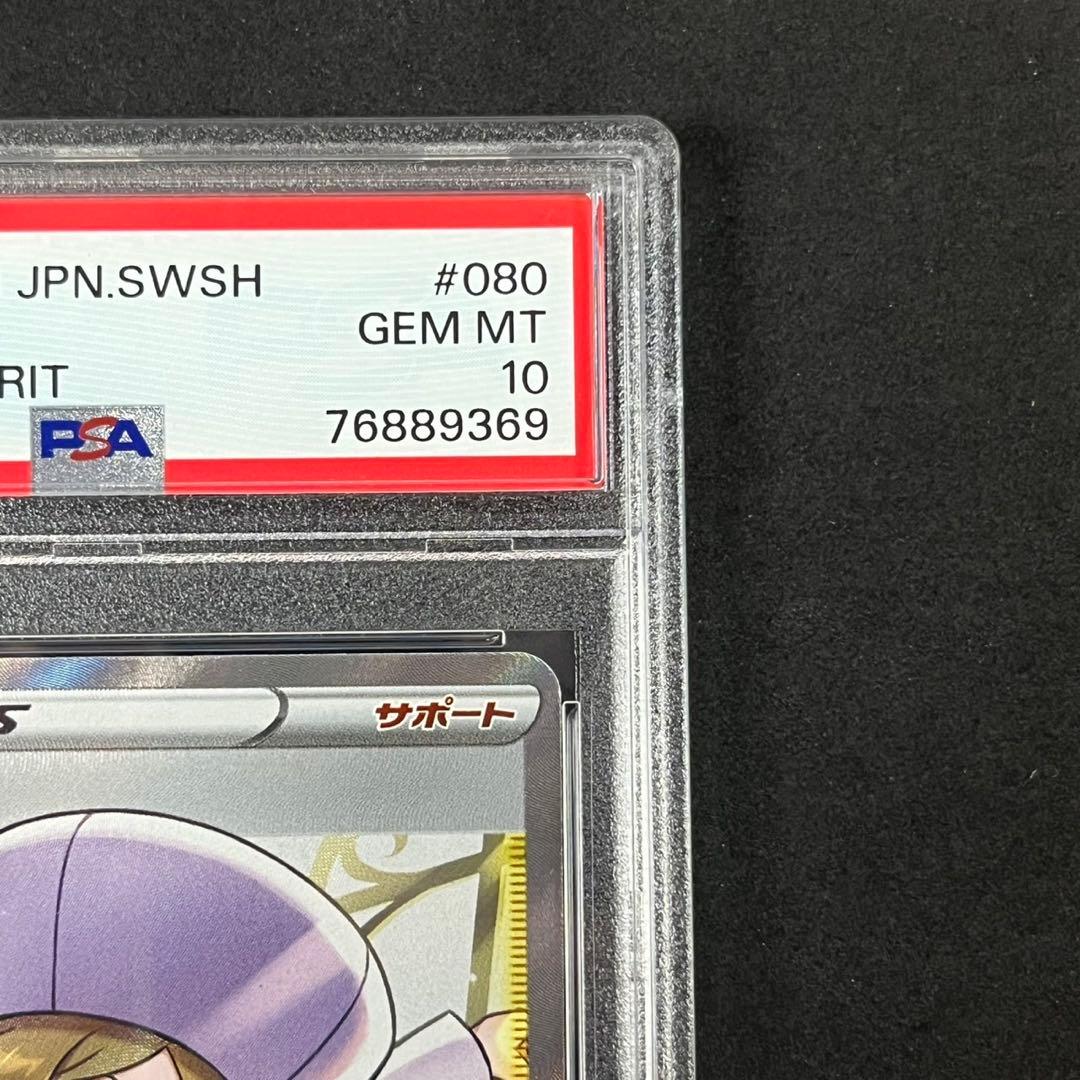 JPN.SWSH #080
GEM MT
RIT 10
PSA 76889369
S サポート